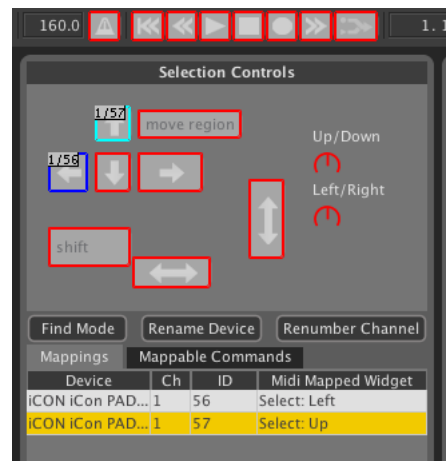 160.0 1. 1
Selection Controls
1/57
move region
Up/Down
1/56
Left/Right
shift
Find Mode Rename Device Renumber Channel
Mappings Mappable Commands
Device Ch ID Midi Mapped Widget
iCON iCon PAD... 1 56 Select: Left
iCON iCon PAD... 1 57 Select: Up